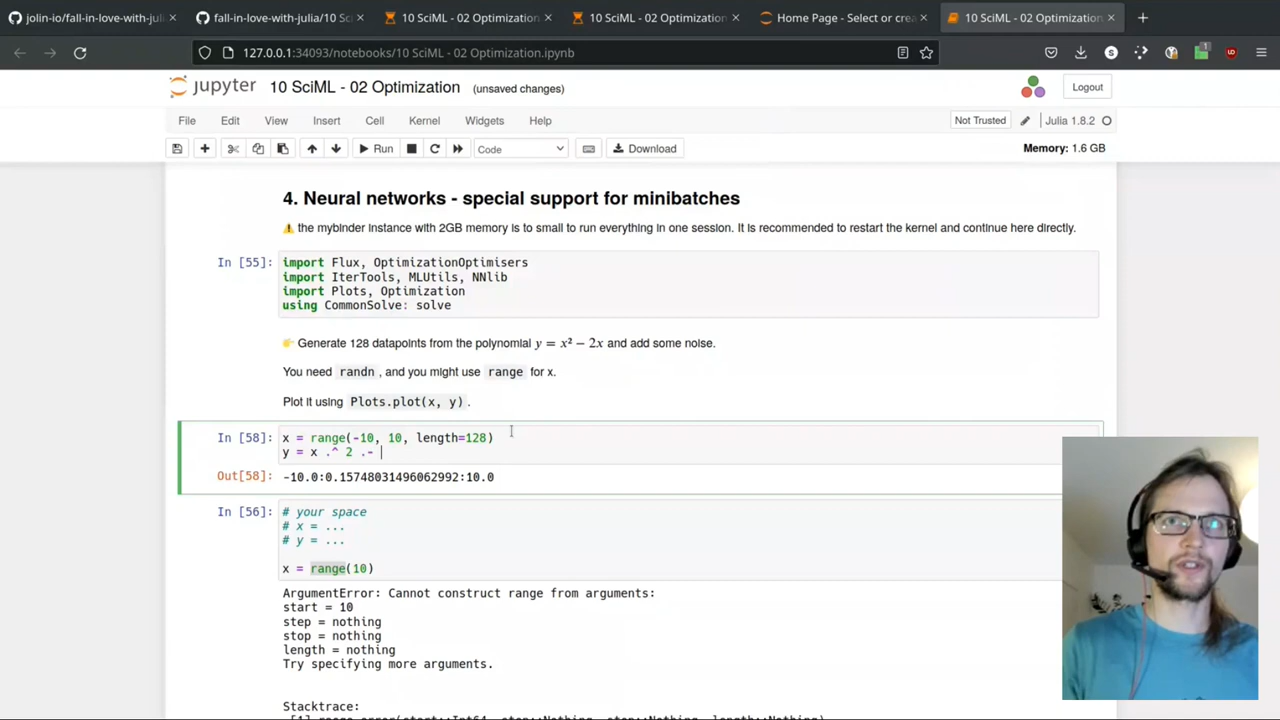 jolin-io/fall-in-love-with-juli
fall-in-love-with-julia/10 S
10 SciML - 02 Optimization
10 SciML - 02 Optimization
Home Page - Select or crea
10 SciML - 02 Optimization
127.0.0.1:34093/notebooks/10 SciML - 02 Optimization.ipynb
jupyter 10 SciML - 02 Optimization (unsaved changes) Logout
File Edit View Insert Cell Kernel Widgets Help Not Trusted Julia 1.8.2
Run Code Download Memory: 1.6 GB
4. Neural networks - special support for minibatches
⚠️ the mybinder instance with 2GB memory is to small to run everything in one session. It is recommended to restart the kernel and continue here directly.
In [55]: import Flux, OptimizationOptimisers
import IterTools, MLUtils, NNlib
import Plots, Optimization
using CommonSolve: solve
👉 Generate 128 datapoints from the polynomial y = x² − 2x and add some noise.
You need randn , and you might use range for x.
Plot it using Plots.plot(x, y) .
In [58]: x = range(-10, 10, length=128)
y = x .^ 2 .-
Out[58]: -10.0:0.15748031496062992:10.0
In [56]: # your space
# x = ...
# y = ...
x = range(10)
ArgumentError: Cannot construct range from arguments:
start = 10
step = nothing
stop = nothing
length = nothing
Try specifying more arguments.
Stacktrace: